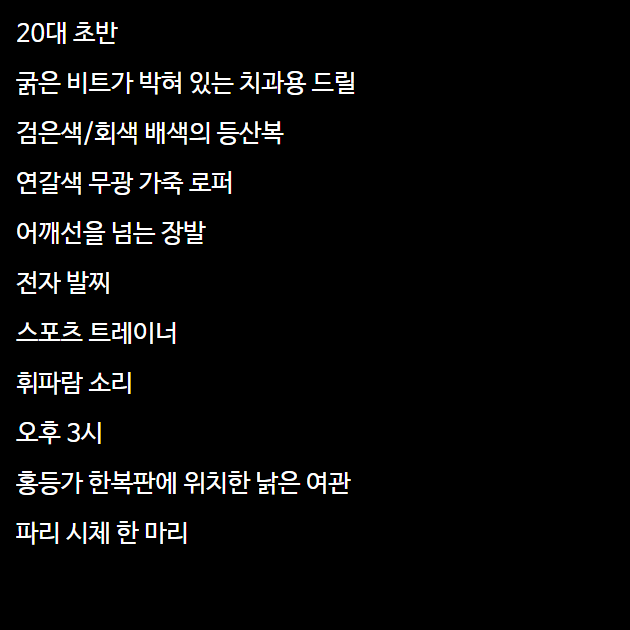 20대 초반
굵은 비트가 박혀 있는 치과용 드릴
검은색/회색 배색의 등산복
연갈색 무광 가죽 로퍼
어깨선을 넘는 장발
전자 발찌
스포츠 트레이너
휘파람 소리
오후 3시
홍등가 한복판에 위치한 낡은 여관
파리 시체 한 마리